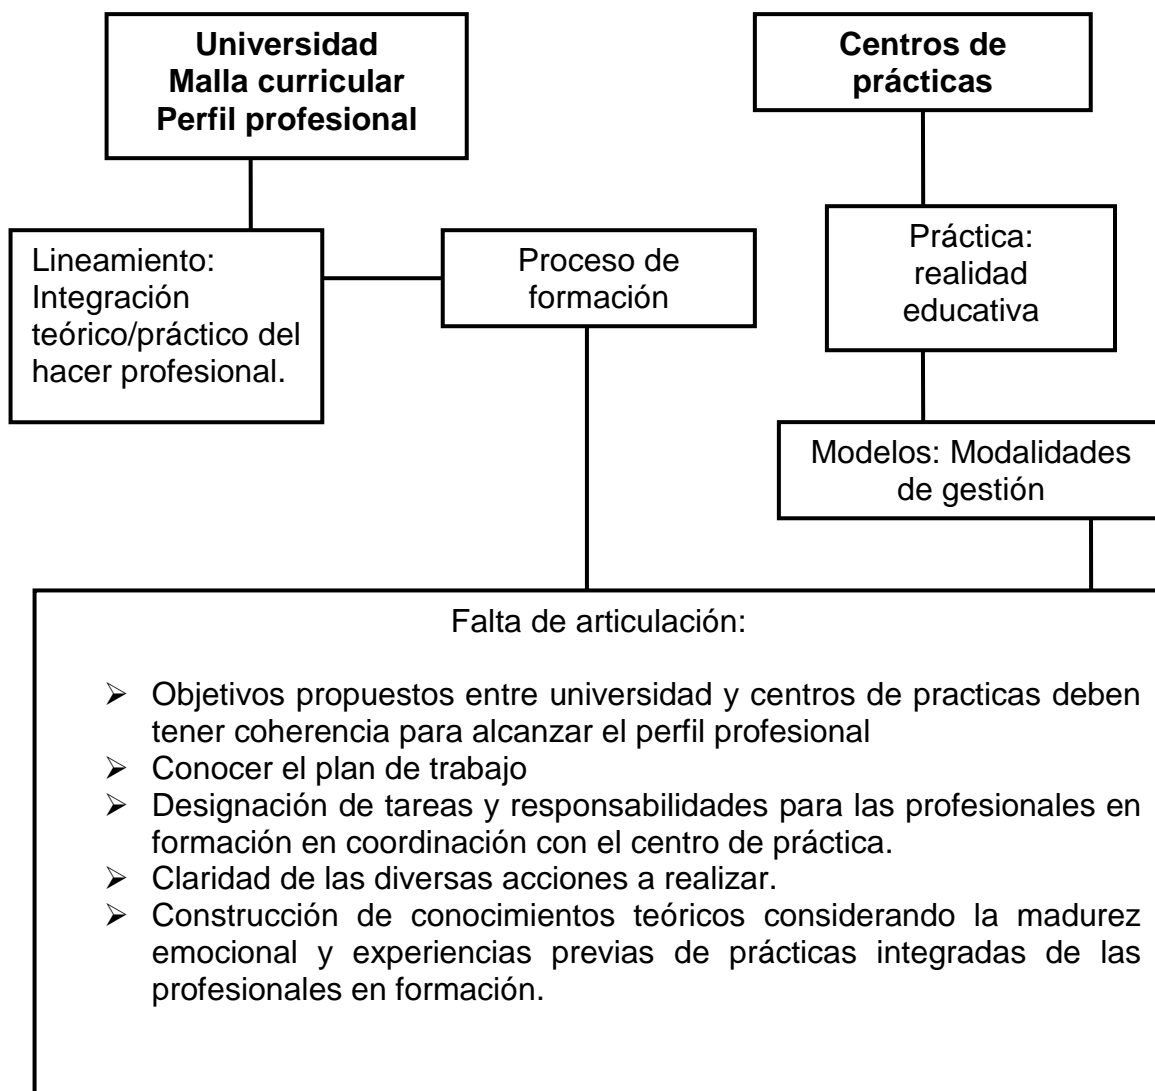 Universidad
Malla curricular
Perfil profesional
Centros de
prácticas
Lineamiento:
Integración
teórico/práctico del
hacer profesional.
Proceso de
formación
Práctica:
realidad
educativa
Modelos: Modalidades
de gestión
Falta de articulación:
➢ Objetivos propuestos entre universidad y centros de practicas deben
tener coherencia para alcanzar el perfil profesional
➢ Conocer el plan de trabajo
➢ Designación de tareas y responsabilidades para las profesionales en
formación en coordinación con el centro de práctica.
➢ Claridad de las diversas acciones a realizar.
➢ Construcción de conocimientos teóricos considerando la madurez
emocional y experiencias previas de prácticas integradas de las
profesionales en formación.